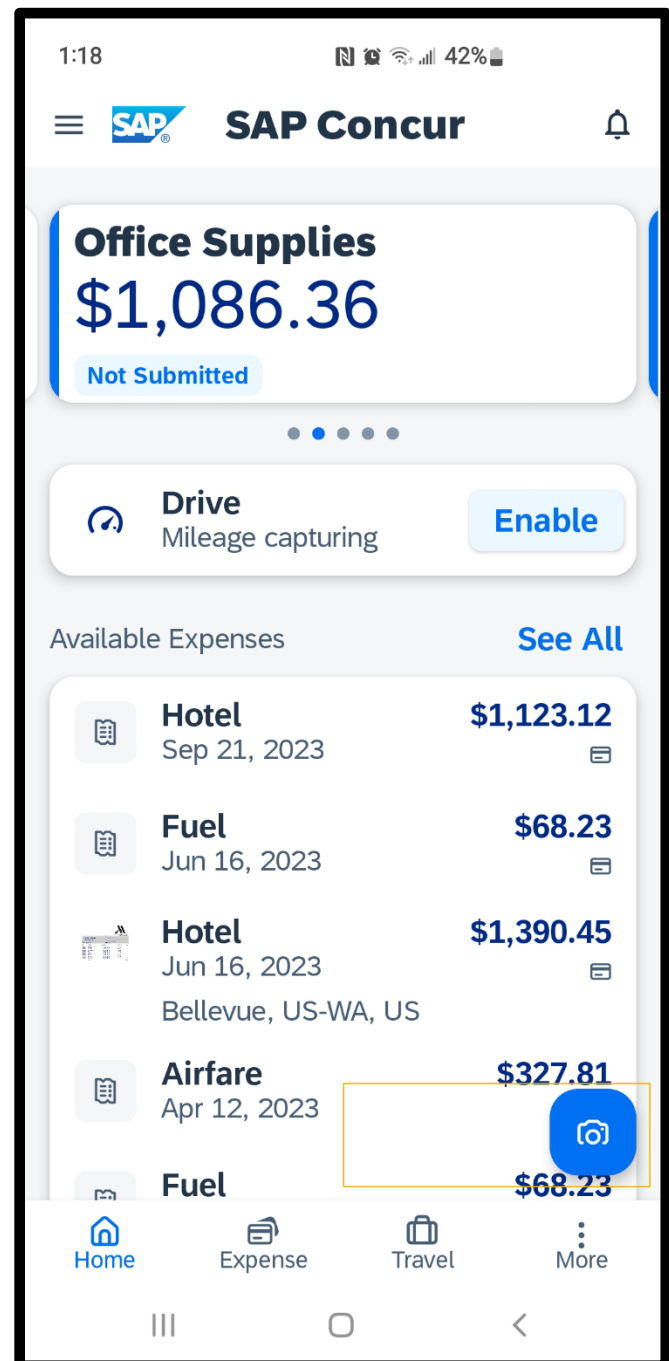 1:18 42%
SAP® SAP Concur
Office Supplies
$1,086.36
Not Submitted
Drive
Mileage capturing
Enable
Available Expenses See All
Hotel $1,123.12
Sep 21, 2023
Fuel $68.23
Jun 16, 2023
Hotel $1,390.45
Jun 16, 2023
Bellevue, US-WA, US
Airfare $327.81
Apr 12, 2023
Fuel $68.23
Home Expense Travel More